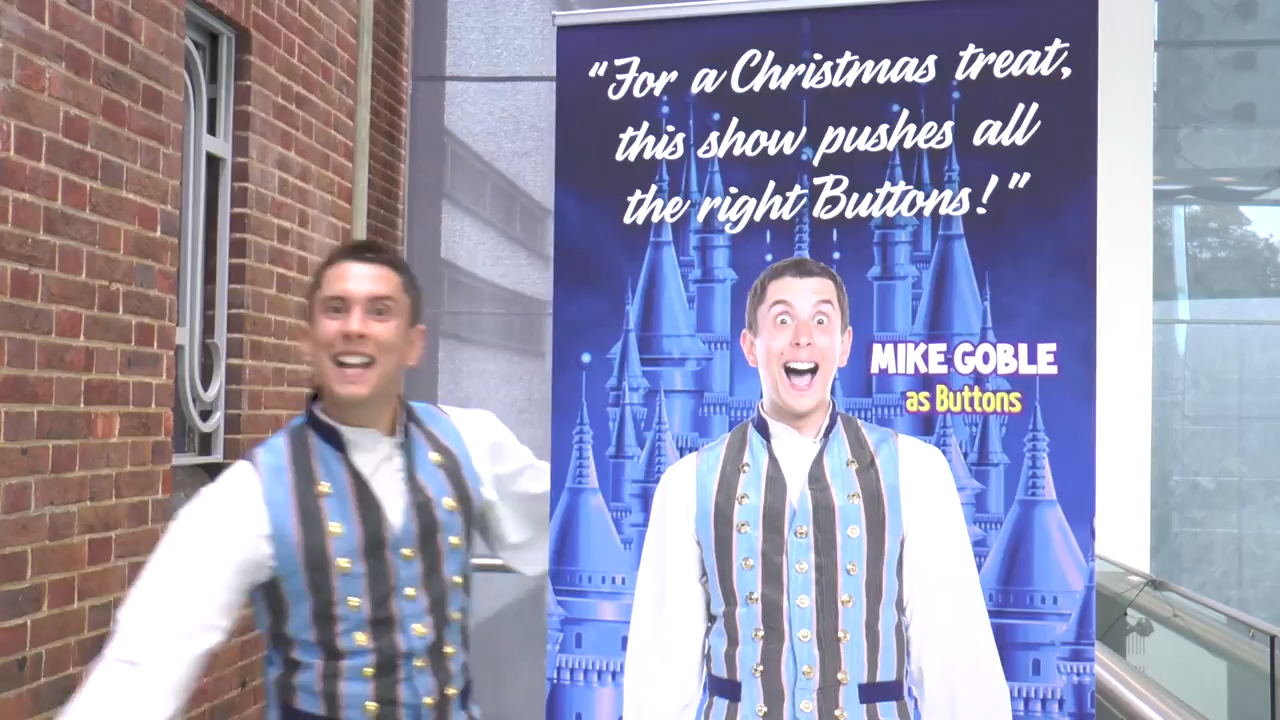 “For a Christmas treat,
this show pushes all
the right Buttons!”
MIKE GOBLE
as Buttons